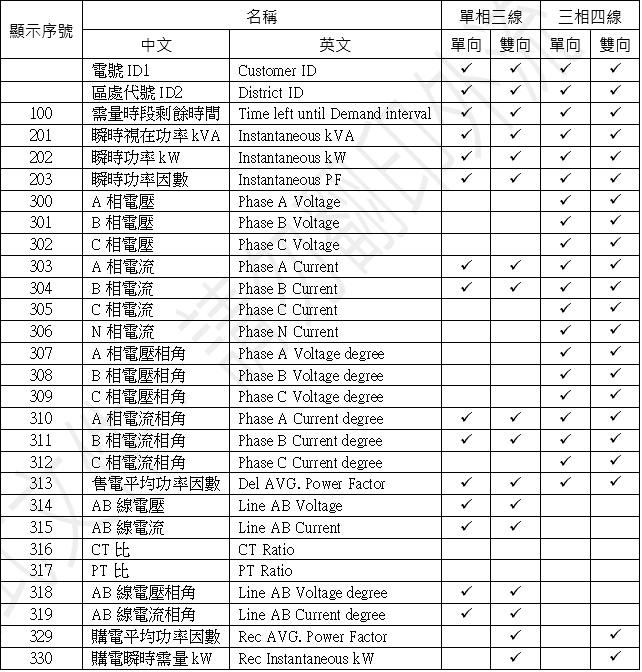 顯示序號 名稱 單相三線 三相四線
中文 英文 單向 雙向 單向 雙向
電號 ID1 Customer ID ✓ ✓ ✓ ✓
區處代號 ID2 District ID ✓ ✓ ✓ ✓
100 需量時段剩餘時間 Time left until Demand interval ✓ ✓ ✓ ✓
201 瞬時視在功率 kVA Instantaneous kVA ✓ ✓ ✓ ✓
202 瞬時功率 kW Instantaneous kW ✓ ✓ ✓ ✓
203 瞬時功率因數 Instantaneous PF ✓ ✓ ✓ ✓
300 A 相電壓 Phase A Voltage ✓ ✓
301 B 相電壓 Phase B Voltage ✓ ✓
302 C 相電壓 Phase C Voltage ✓ ✓
303 A 相電流 Phase A Current ✓ ✓ ✓ ✓
304 B 相電流 Phase B Current ✓ ✓ ✓ ✓
305 C 相電流 Phase C Current ✓ ✓
306 N 相電流 Phase N Current ✓ ✓
307 A 相電壓相角 Phase A Voltage degree ✓ ✓
308 B 相電壓相角 Phase B Voltage degree ✓ ✓
309 C 相電壓相角 Phase C Voltage degree ✓ ✓
310 A 相電流相角 Phase A Current degree ✓ ✓ ✓ ✓
311 B 相電流相角 Phase B Current degree ✓ ✓ ✓ ✓
312 C 相電流相角 Phase C Current degree ✓ ✓
313 售電平均功率因數 Del AVG. Power Factor ✓ ✓ ✓ ✓
314 AB 線電壓 Line AB Voltage ✓ ✓
315 AB 線電流 Line AB Current ✓ ✓
316 CT 比 CT Ratio
317 PT 比 PT Ratio
318 AB 線電壓相角 Line AB Voltage degree ✓ ✓
319 AB 線電流相角 Line AB Current degree ✓ ✓
329 購電平均功率因數 Rec AVG. Power Factor ✓ ✓
330 購電瞬時需量 kW Rec Instantaneous kW ✓ ✓